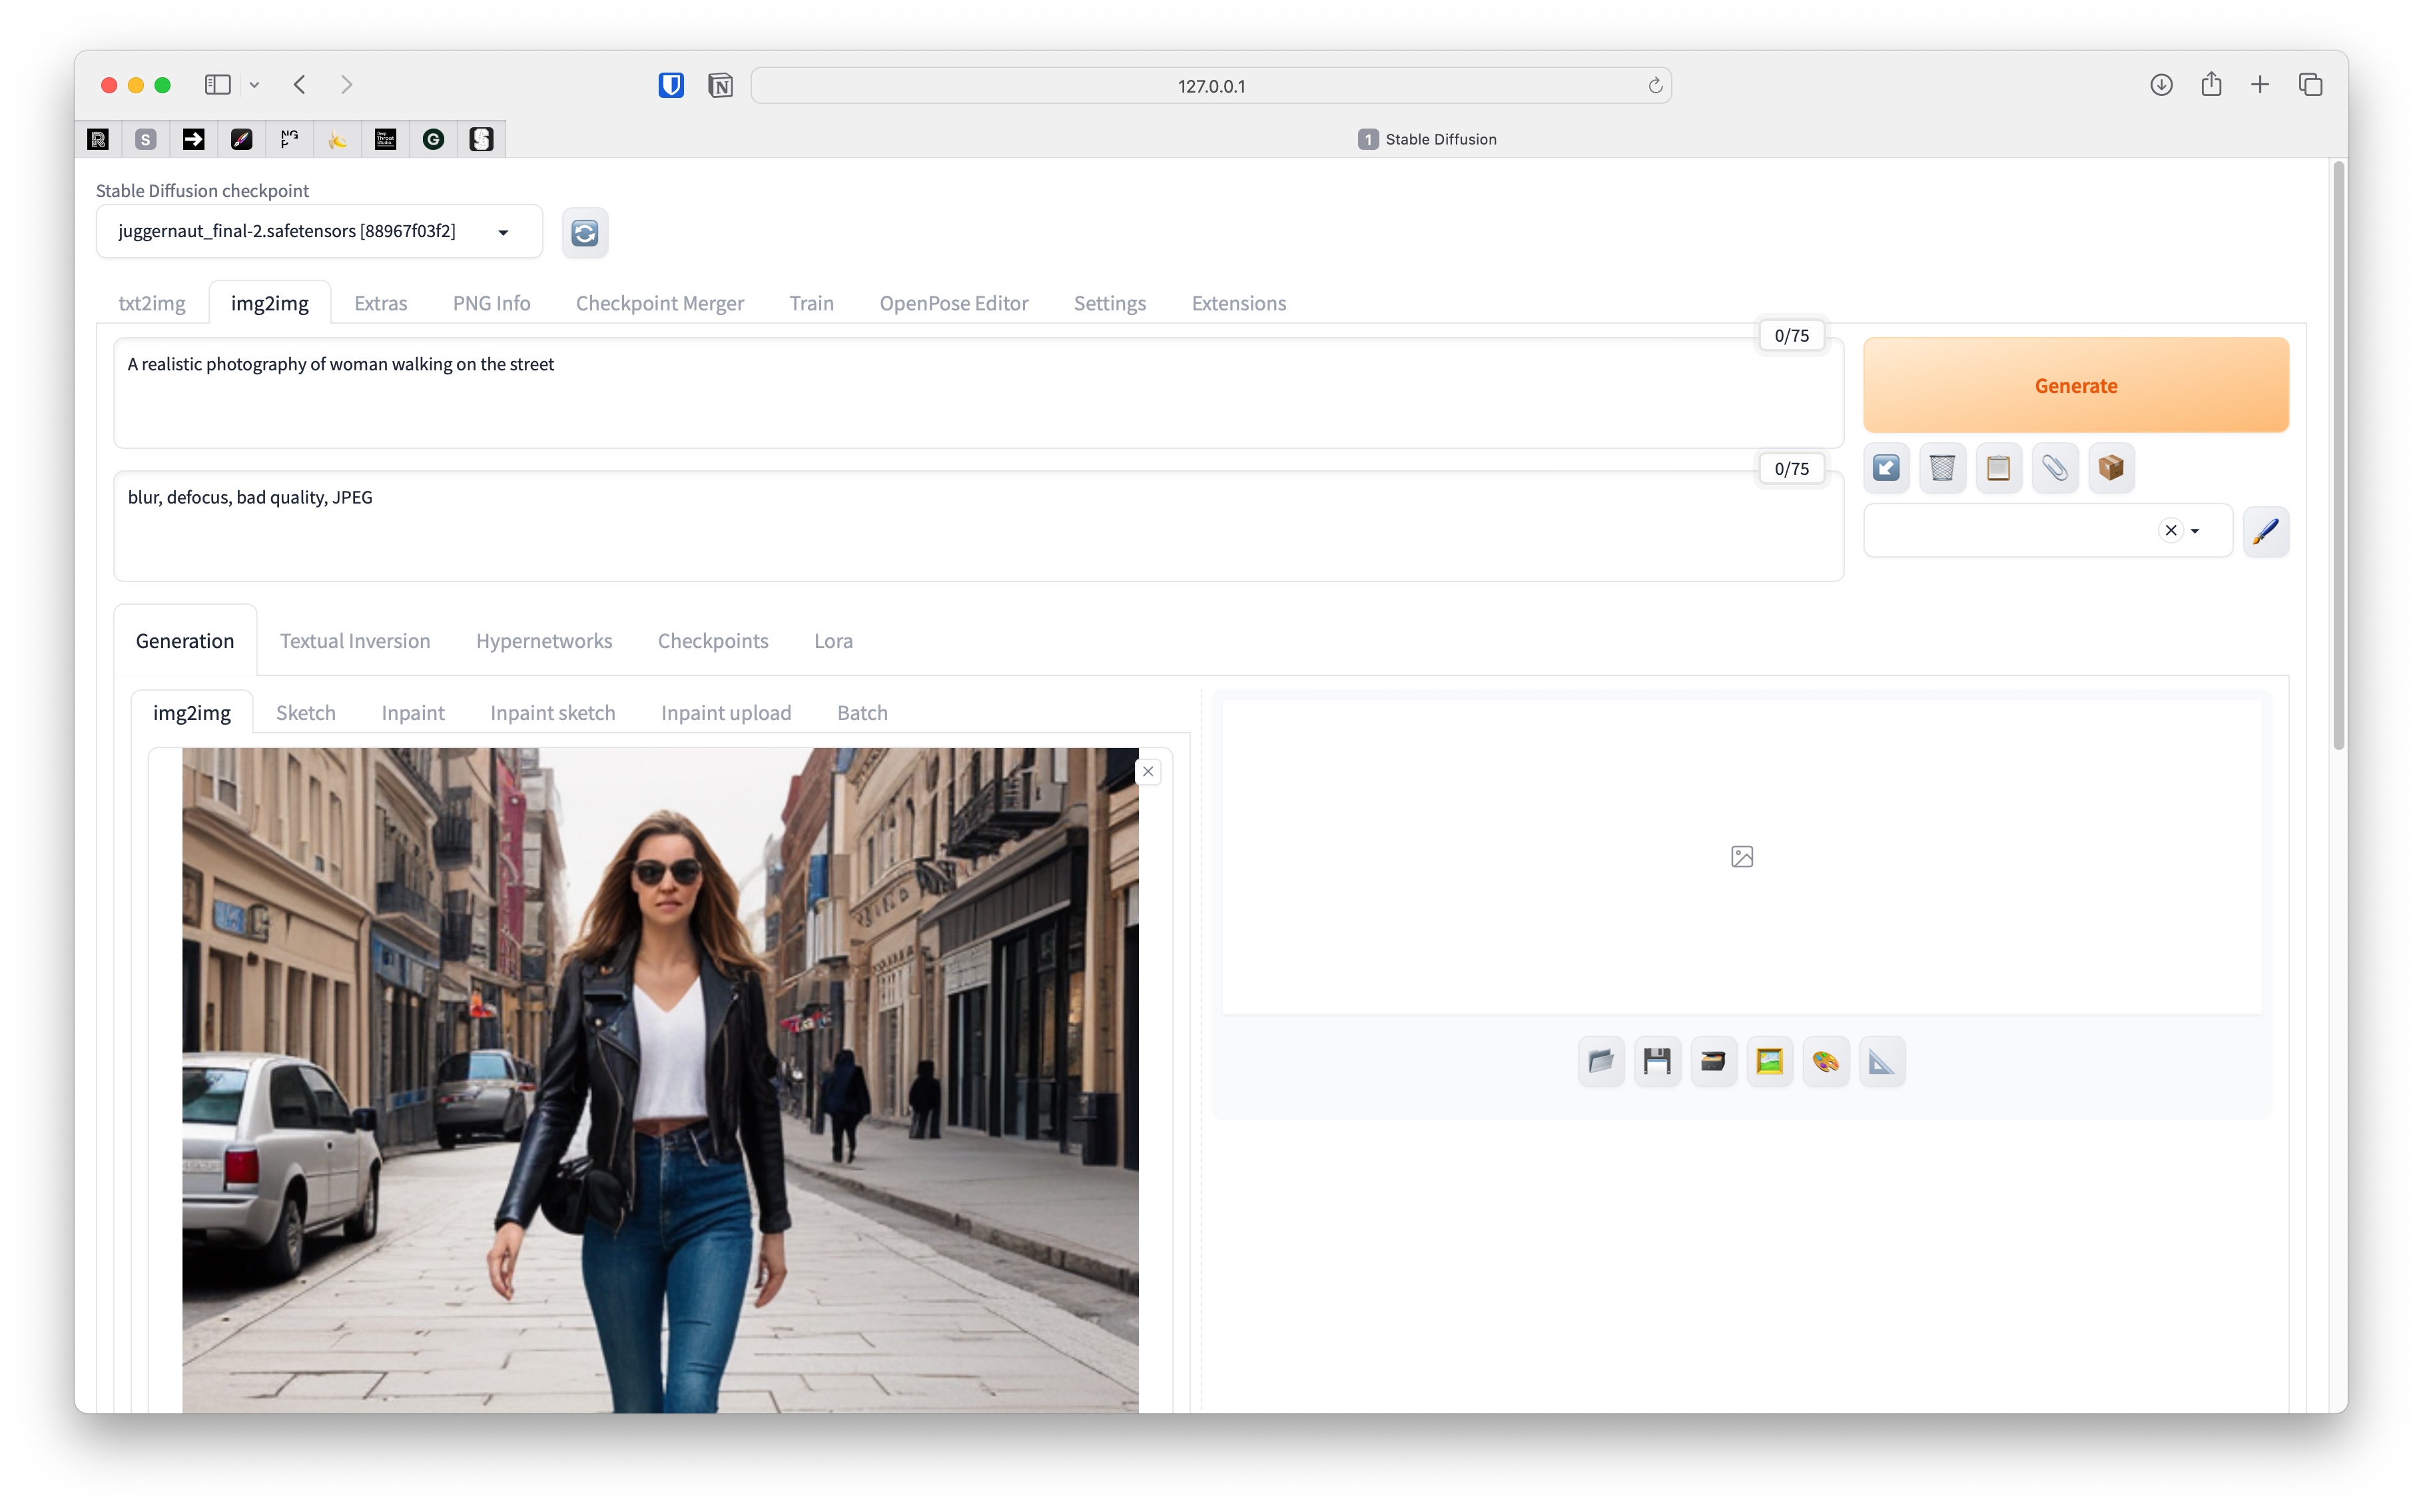 127.0.0.1
S
NG
F
G
1 Stable Diffusion
Stable Diffusion checkpoint
juggernaut_final-2.safetensors [88967f03f2]
txt2img
img2img
Extras
PNG Info
Checkpoint Merger
Train
OpenPose Editor
Settings
Extensions
0/75
A realistic photography of woman walking on the street
Generate
0/75
blur, defocus, bad quality, JPEG
Generation
Textual Inversion
Hypernetworks
Checkpoints
Lora
img2img
Sketch
Inpaint
Inpaint sketch
Inpaint upload
Batch